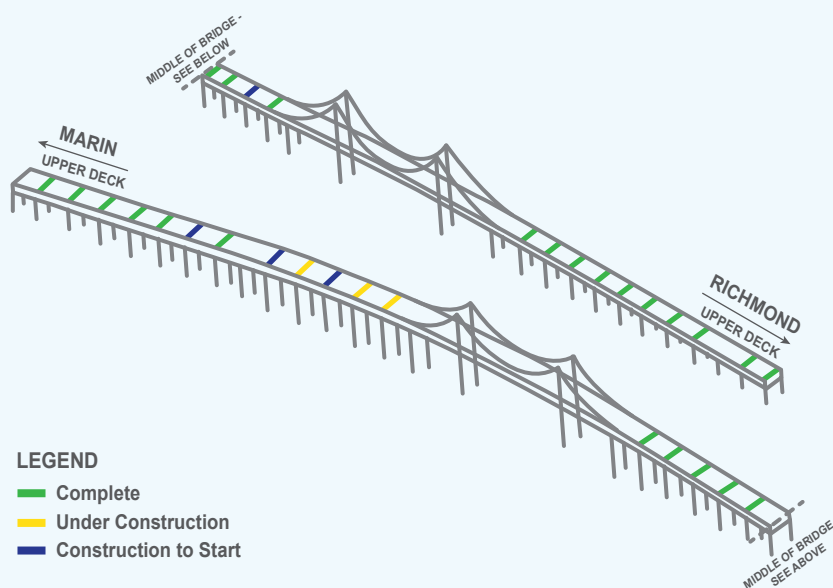 MIDDLE OF BRIDGE -
SEE BELOW
MARIN
UPPER DECK
RICHMOND
UPPER DECK
LEGEND
Complete
Under Construction
Construction to Start
MIDDLE OF BRIDGE -
SEE ABOVE